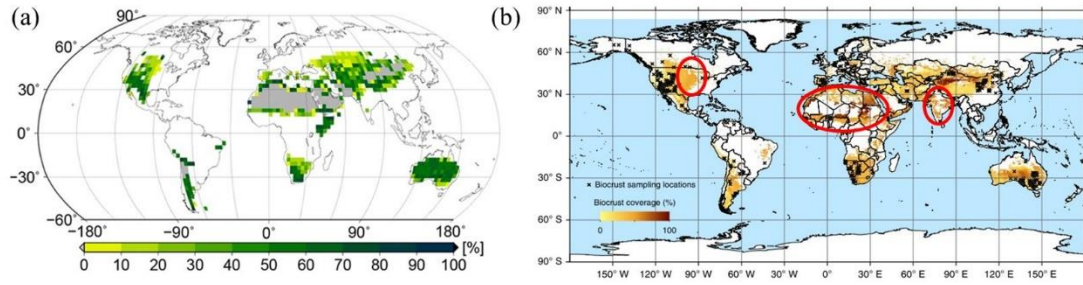 (a)
90°
60°
30°
0°
−30°
−60°
−180 −90 0 90 180
[%]
0 10 20 30 40 50 60 70 80 90 100
(b)
90° N
60° N
30° N
0°
30° S
60° S
90° S
Biocrust sampling locations
Biocrust coverage (%)
0 100
150° W 120° W 90° W 60° W 30° W 0° E 30° E 60° E 90° E 120° E 150° E 180° E